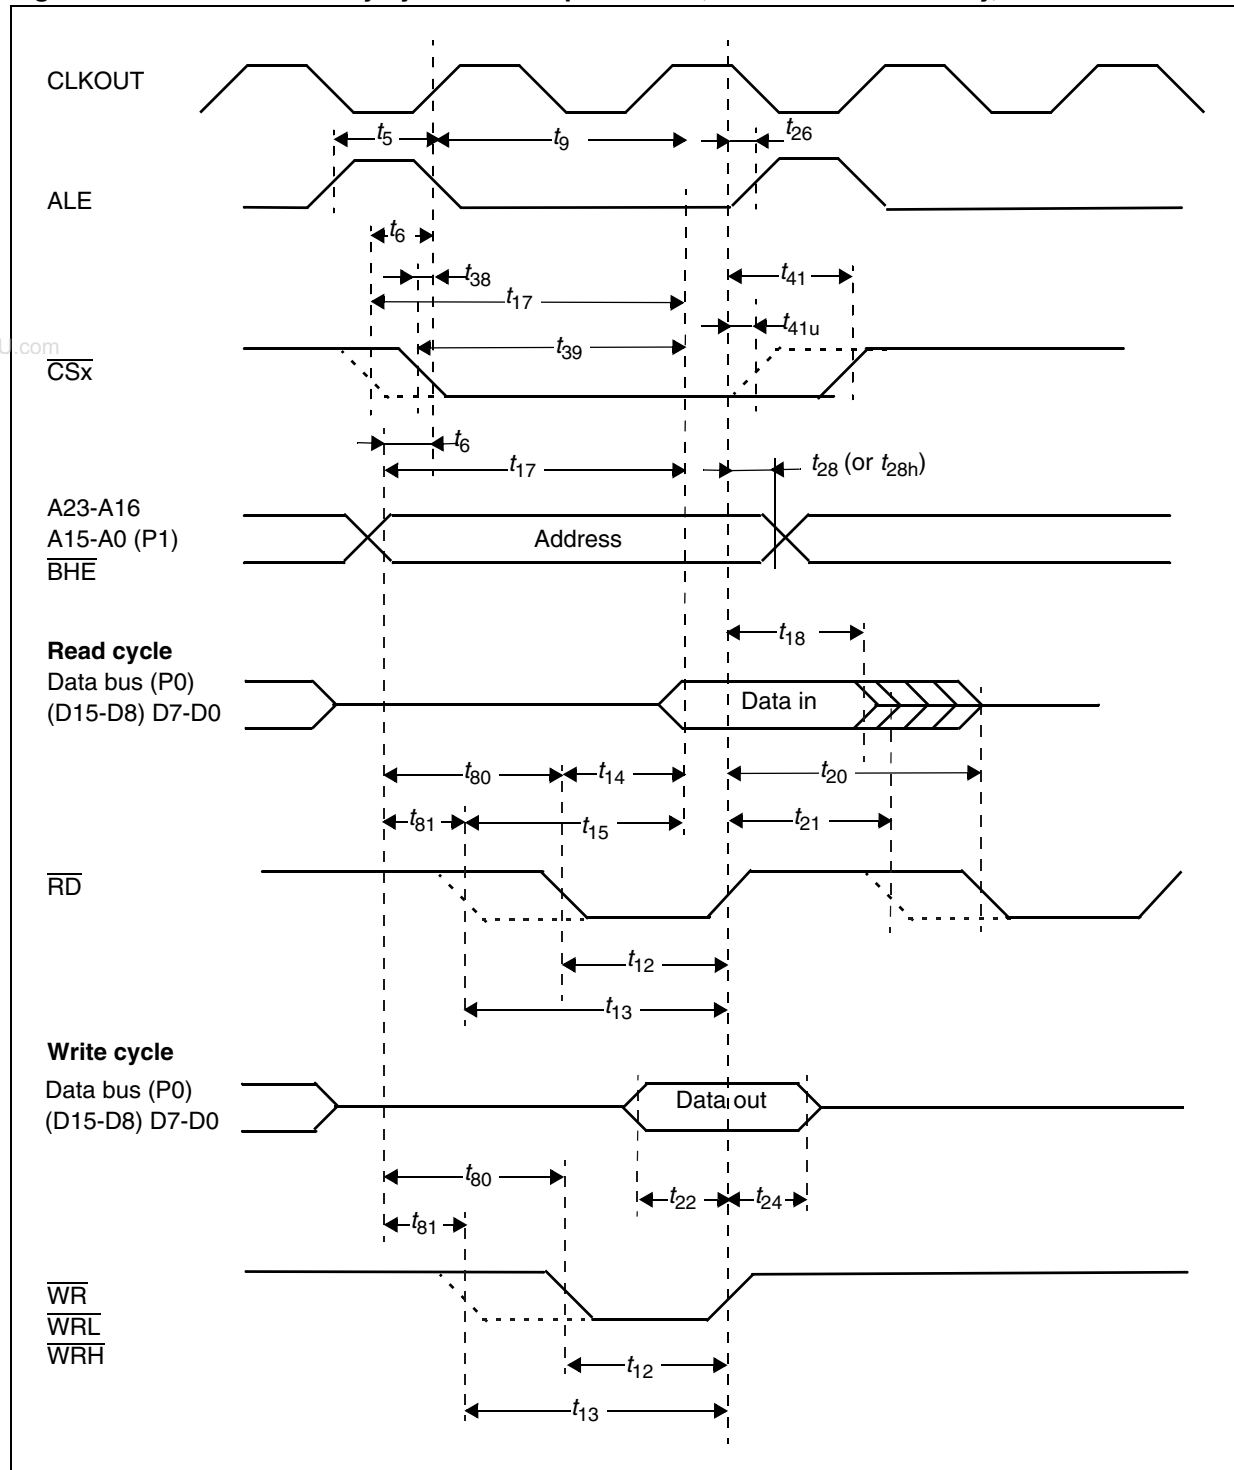 CLKOUT
t5
t9
t26
ALE
t6
t38
t41
t17
t41u
U.com
t39
CSx
t6
t17
t28 (or t28h)
A23-A16
A15-A0 (P1)
Address
BHE
t18
Read cycle
Data bus (P0)
Data in
(D15-D8) D7-D0
t80
t14
t20
t81
t15
t21
RD
t12
t13
Write cycle
Data bus (P0)
Data out
(D15-D8) D7-D0
t80
t22
t24
t81
WR
WRL
WRH
t12
t13